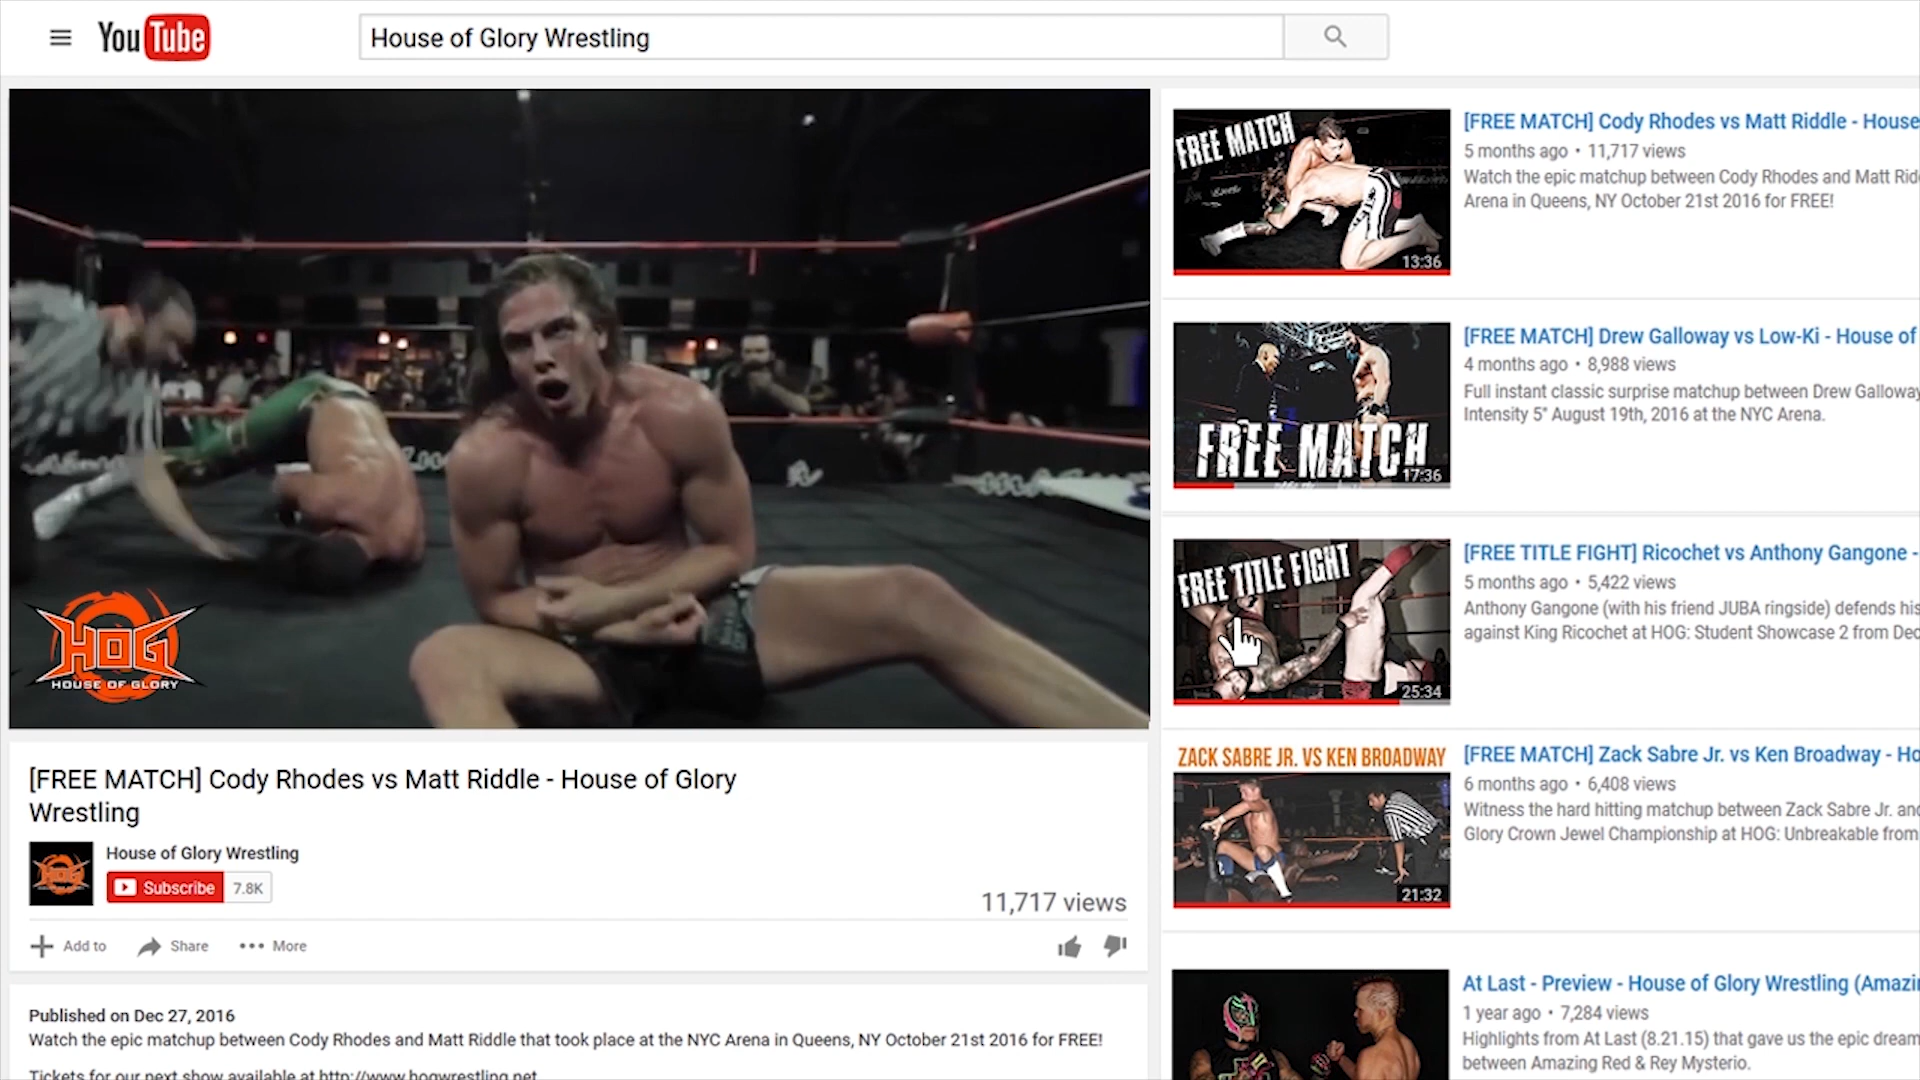 YouTube
House of Glory Wrestling
HOG
HOUSE OF GLORY
[FREE MATCH] Cody Rhodes vs Matt Riddle - House of Glory
Wrestling
House of Glory Wrestling
Subscribe 7.8K
11,717 views
Add to Share More
Published on Dec 27, 2016
Watch the epic matchup between Cody Rhodes and Matt Riddle that took place at the NYC Arena in Queens, NY October 21st 2016 for FREE!
Tickets for our next show available at http://www.hogwrestling.net
FREE MATCH
13:36
[FREE MATCH] Cody Rhodes vs Matt Riddle - House
5 months ago • 11,717 views
Watch the epic matchup between Cody Rhodes and Matt Rid
Arena in Queens, NY October 21st 2016 for FREE!
FREE MATCH
17:36
[FREE MATCH] Drew Galloway vs Low-Ki - House of
4 months ago • 8,988 views
Full instant classic surprise matchup between Drew Galloway
Intensity 5" August 19th, 2016 at the NYC Arena.
FREE TITLE FIGHT
25:34
[FREE TITLE FIGHT] Ricochet vs Anthony Gangone -
5 months ago • 5,422 views
Anthony Gangone (with his friend JUBA ringside) defends his
against King Ricochet at HOG: Student Showcase 2 from Dec
ZACK SABRE JR. VS KEN BROADWAY
21:32
[FREE MATCH] Zack Sabre Jr. vs Ken Broadway - Ho
6 months ago • 6,408 views
Witness the hard hitting matchup between Zack Sabre Jr. and
Glory Crown Jewel Championship at HOG: Unbreakable from
At Last - Preview - House of Glory Wrestling (Amazi
1 year ago • 7,284 views
Highlights from At Last (8.21.15) that gave us the epic dream
between Amazing Red & Rey Mysterio.